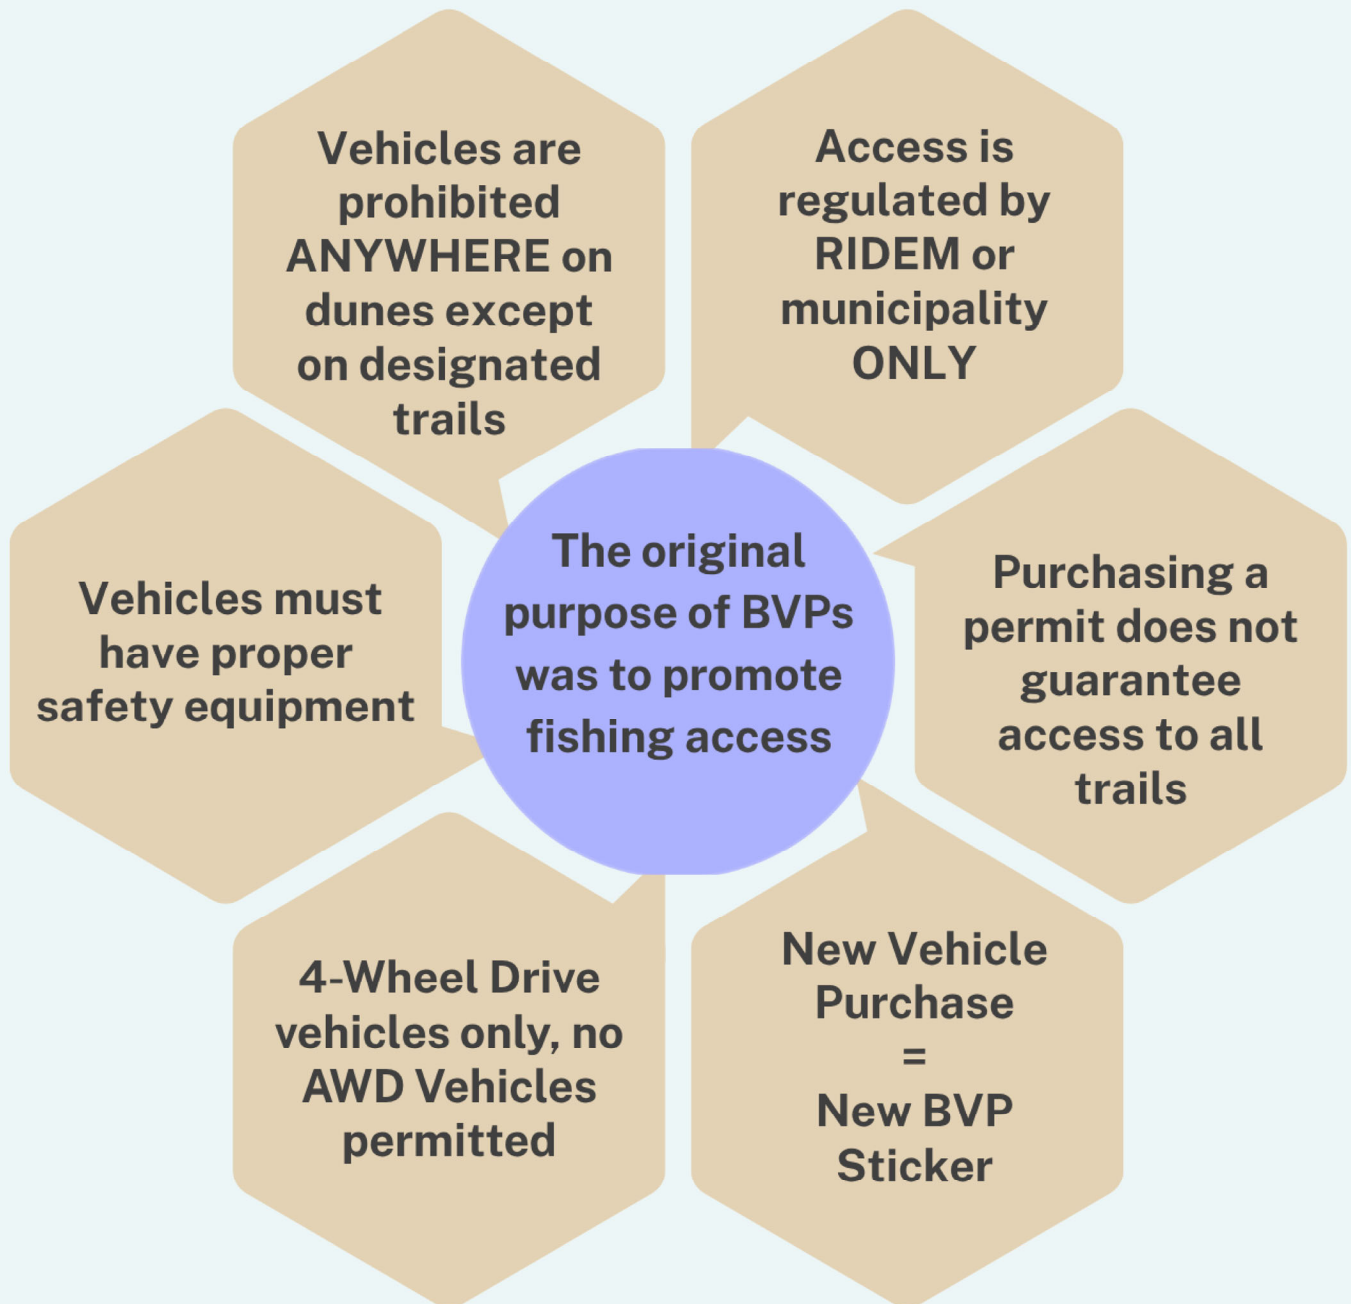 Vehicles are
prohibited
ANYWHERE on
dunes except
on designated
trails
Access is
regulated by
RIDEM or
municipality
ONLY
Vehicles must
have proper
safety equipment
The original
purpose of BVPs
was to promote
fishing access
Purchasing a
permit does not
guarantee
access to all
trails
4-Wheel Drive
vehicles only, no
AWD Vehicles
permitted
New Vehicle
Purchase
=
New BVP
Sticker